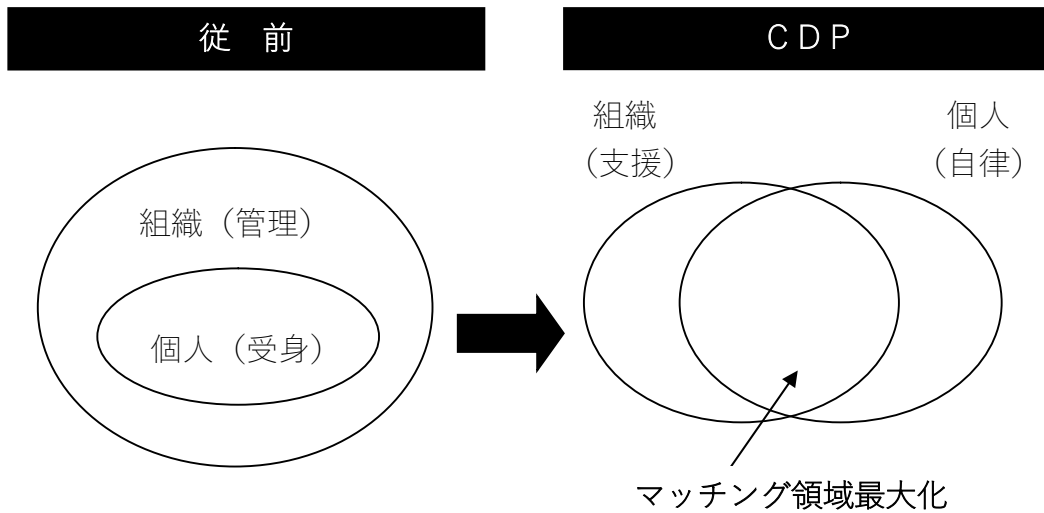 従 前
組織（管理）
個人（受身）
ＣＤＰ
組織
（支援）
個人
（自律）
マッチング領域最大化